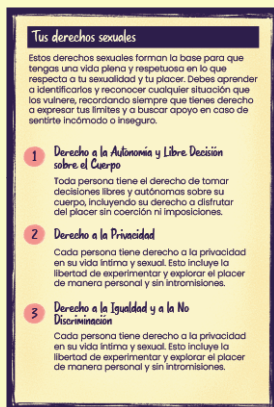 Tus derechos sexuales
Estos derechos sexuales forman la base para que
tengas una vida plena y respetuosa en lo que
respecta a tu sexualidad y tu placer. Debes aprender
a identificarlos y reconocer cualquier situación que
los vulnere, recordando siempre que tienes derecho
a expresar tus límites y a buscar apoyo en caso de
sentirte incómodo o inseguro.
1 Derecho a la Autonomía y Libre Decisión
sobre el Cuerpo
Toda persona tiene el derecho de tomar
decisiones libres y autónomas sobre su
cuerpo, incluyendo su derecho a disfrutar
del placer sin coerción ni imposiciones.
2 Derecho a la Privacidad
Cada persona tiene derecho a la privacidad
en su vida íntima y sexual. Esto incluye la
libertad de experimentar y explorar el placer
de manera personal y sin intromisiones.
3 Derecho a la Igualdad y a la No
Discriminación
Cada persona tiene derecho a la privacidad
en su vida íntima y sexual. Esto incluye la
libertad de experimentar y explorar el placer
de manera personal y sin intromisiones.